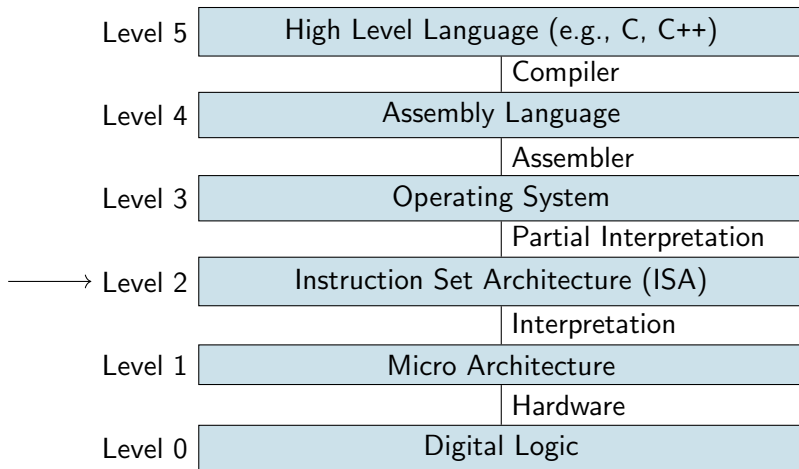 Level 5 High Level Language (e.g., C, C++)
Compiler
Level 4 Assembly Language
Assembler
Level 3 Operating System
Partial Interpretation
Level 2 Instruction Set Architecture (ISA)
Interpretation
Level 1 Micro Architecture
Hardware
Level 0 Digital Logic